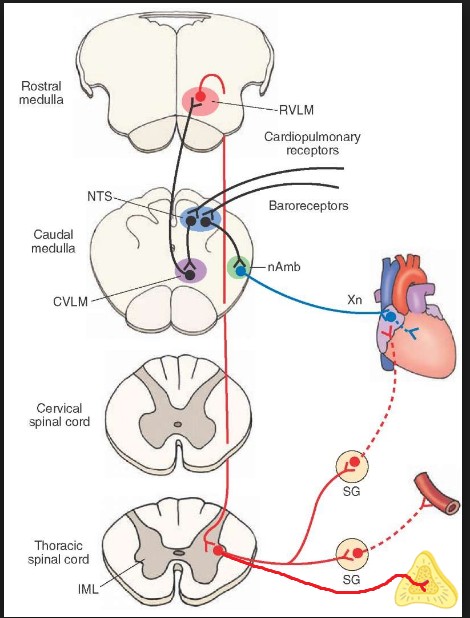 Rostral
medulla
RVLM
Cardiopulmonary
receptors
NTS
Baroreceptors
Caudal
medulla
nAmb
CVLM
Xn
Cervical
spinal cord
SG
Thoracic
spinal cord
SG
IML